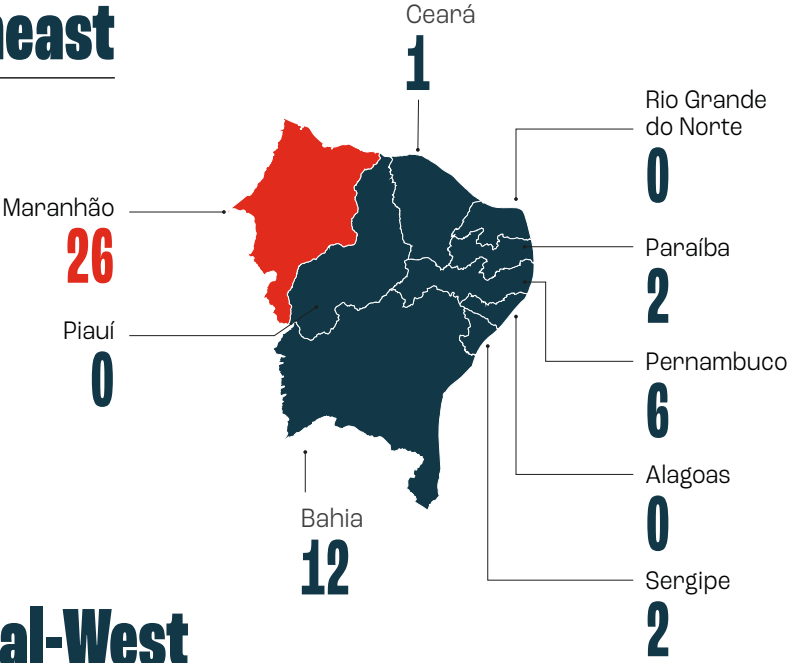 east
Ceará
1
Rio Grande
do Norte
0
Maranhão
26
Paraíba
2
Piauí
0
Pernambuco
6
Alagoas
0
Bahia
12
Sergipe
2
al-West